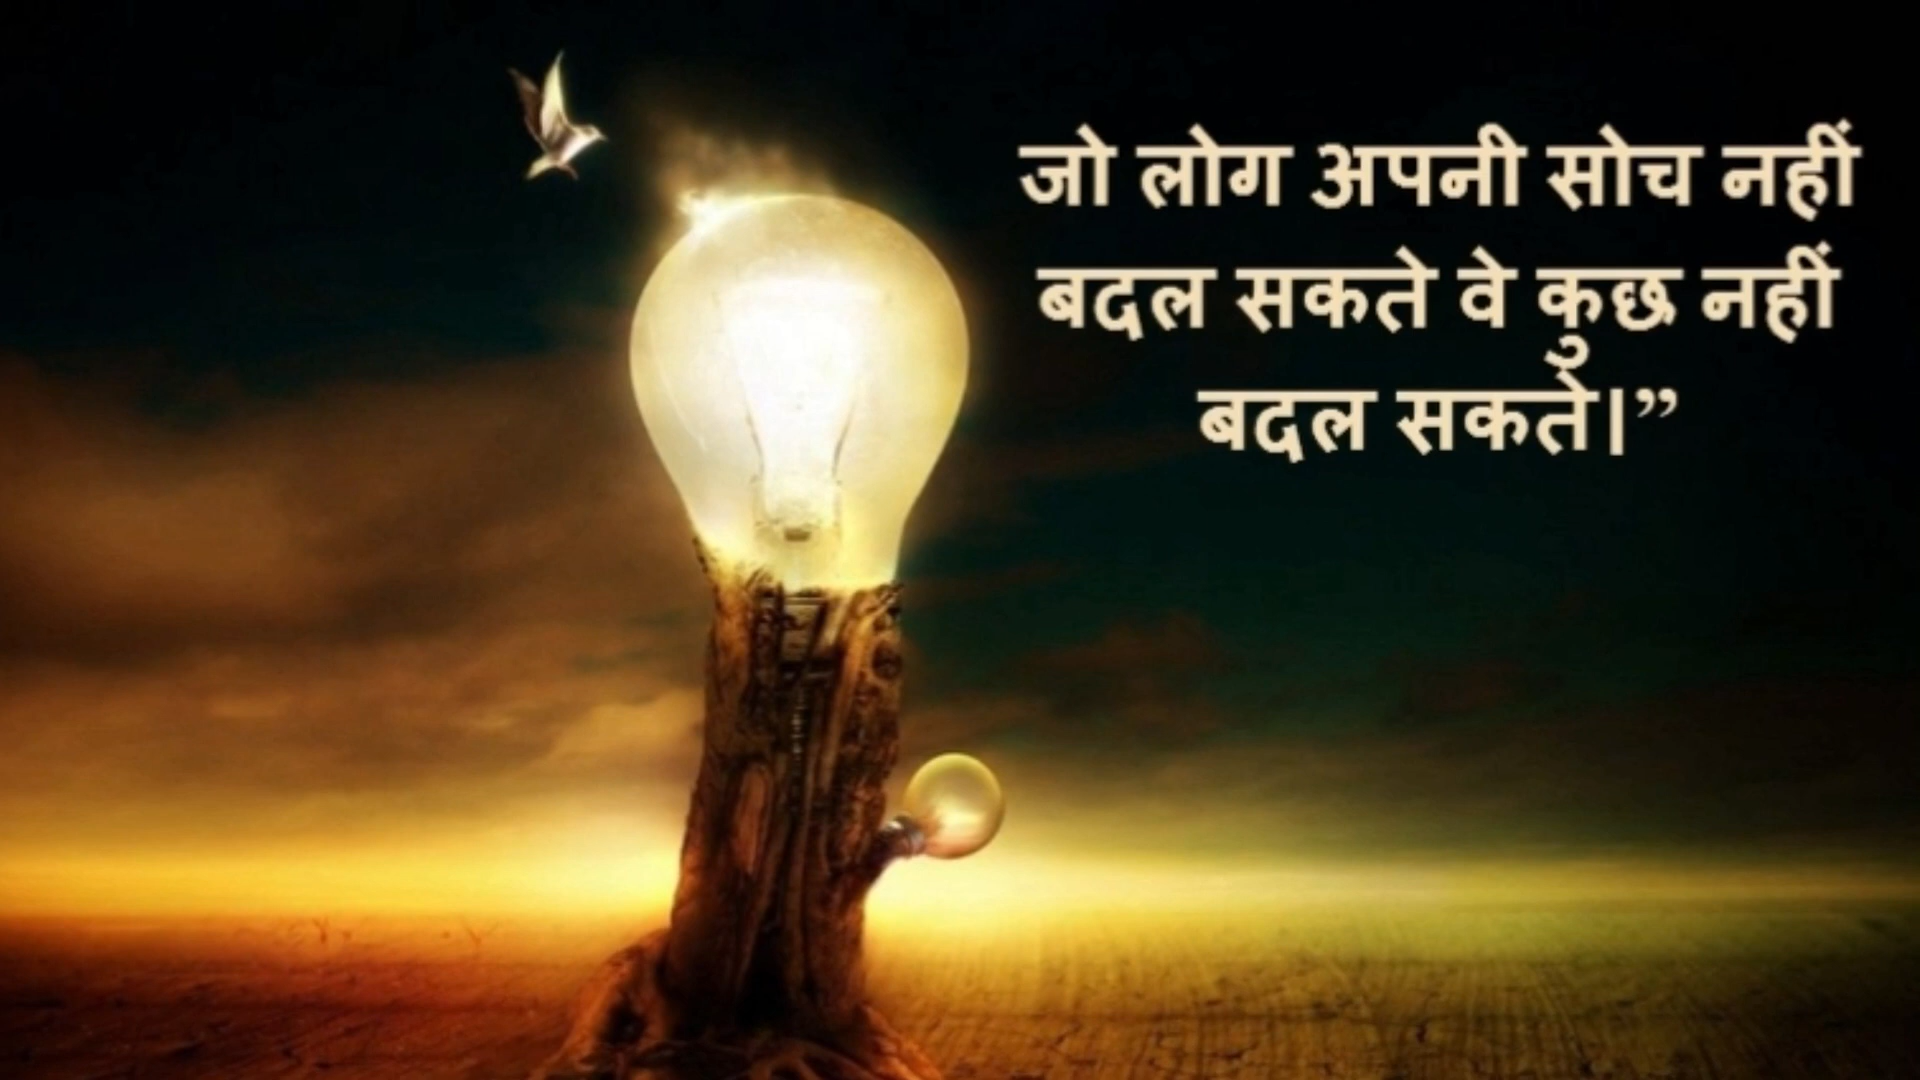 जो लोग अपनी सोच नहीं
बदल सकते वे कुछ नहीं
बदल सकते।”